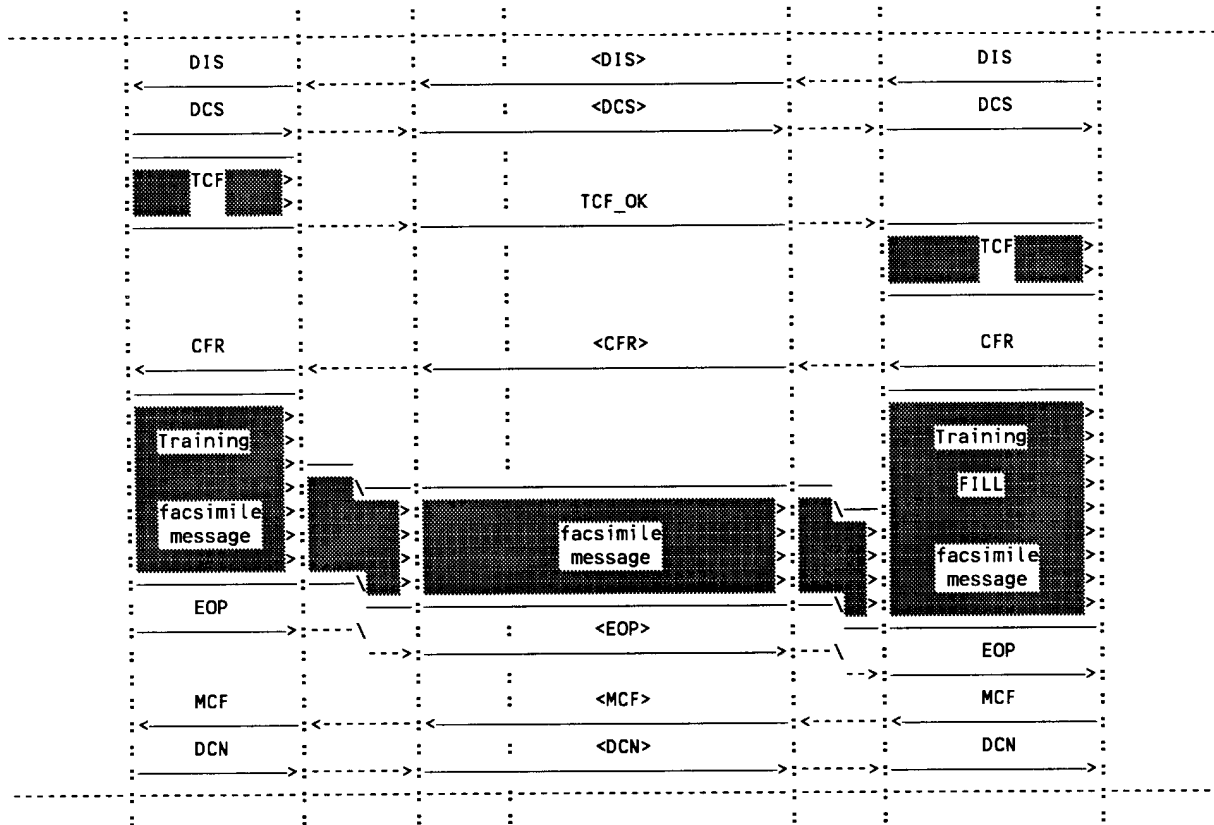 DIS <DIS> DIS
DCS <DCS> DCS
TCF
TCF_OK
TCF
CFR <CFR> CFR
Training Training
FILL
facsimile facsimile facsimile
message message message
EOP <EOP> EOP
MCF <MCF> MCF
DCN <DCN> DCN